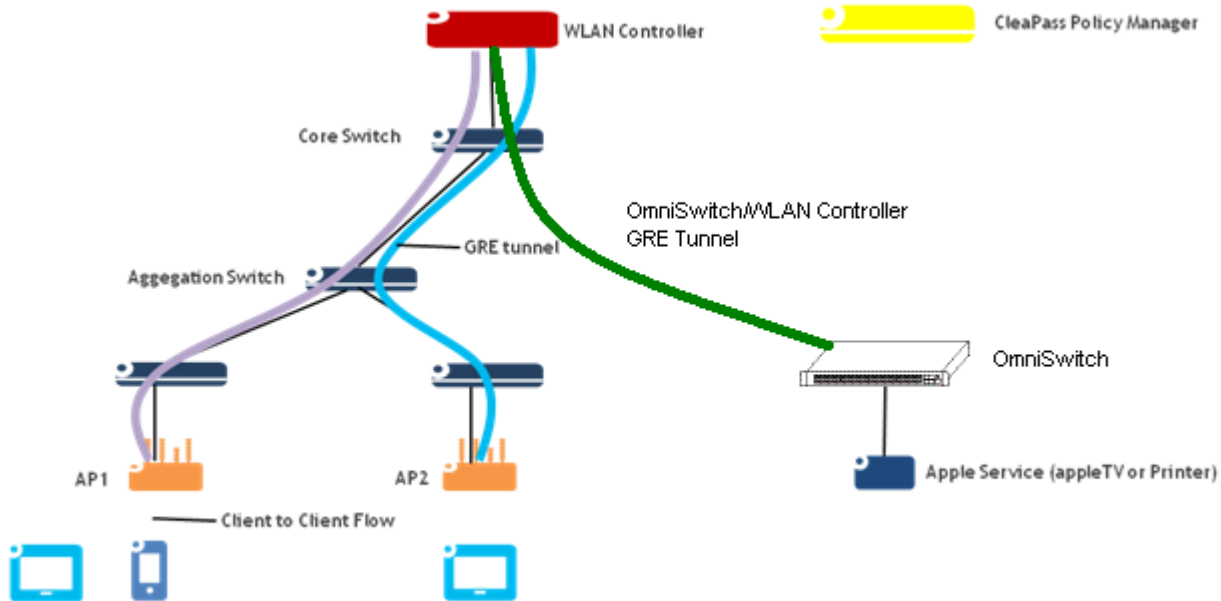 WLAN Controller
CleaPass Policy Manager
Core Switch
OmniSwitch/WLAN Controller
GRE Tunnel
GRE tunnel
Aggegation Switch
OmniSwitch
AP1
AP2
Apple Service (appleTV or Printer)
Client to Client Flow